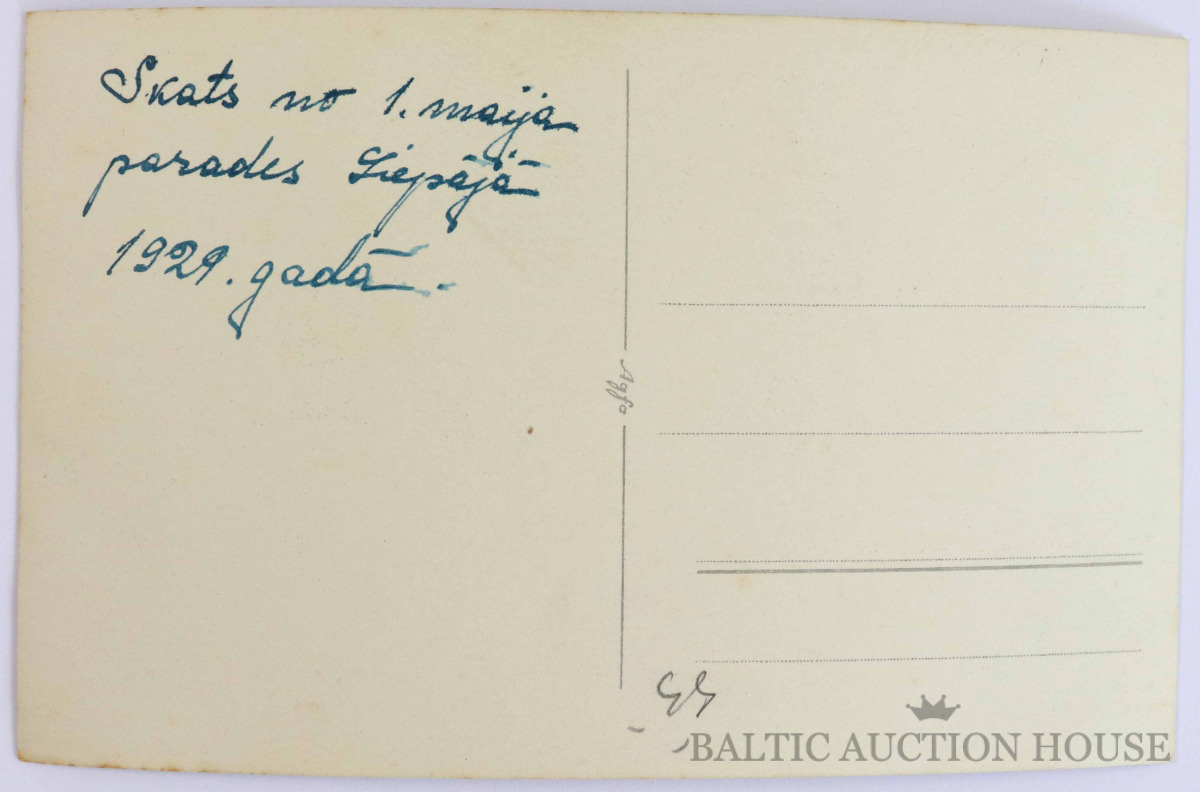 Skats no 1. maija
parades Liepājā
1929. gadā.
Agfa
BALTIC AUCTION HOUSE